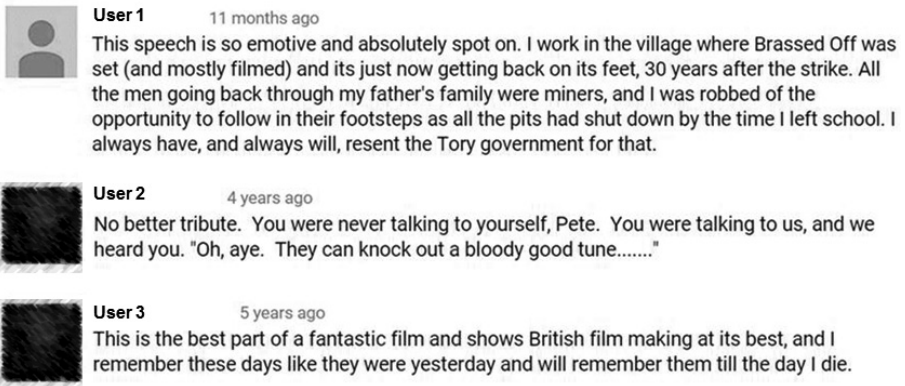 User 1 11 months ago
This speech is so emotive and absolutely spot on. I work in the village where Brassed Off was
set (and mostly filmed) and its just now getting back on its feet, 30 years after the strike. All
the men going back through my father's family were miners, and I was robbed of the
opportunity to follow in their footsteps as all the pits had shut down by the time I left school. I
always have, and always will, resent the Tory government for that.
User 2 4 years ago
No better tribute. You were never talking to yourself, Pete. You were talking to us, and we
heard you. "Oh, aye. They can knock out a bloody good tune......."
User 3 5 years ago
This is the best part of a fantastic film and shows British film making at its best, and I
remember these days like they were yesterday and will remember them till the day I die.